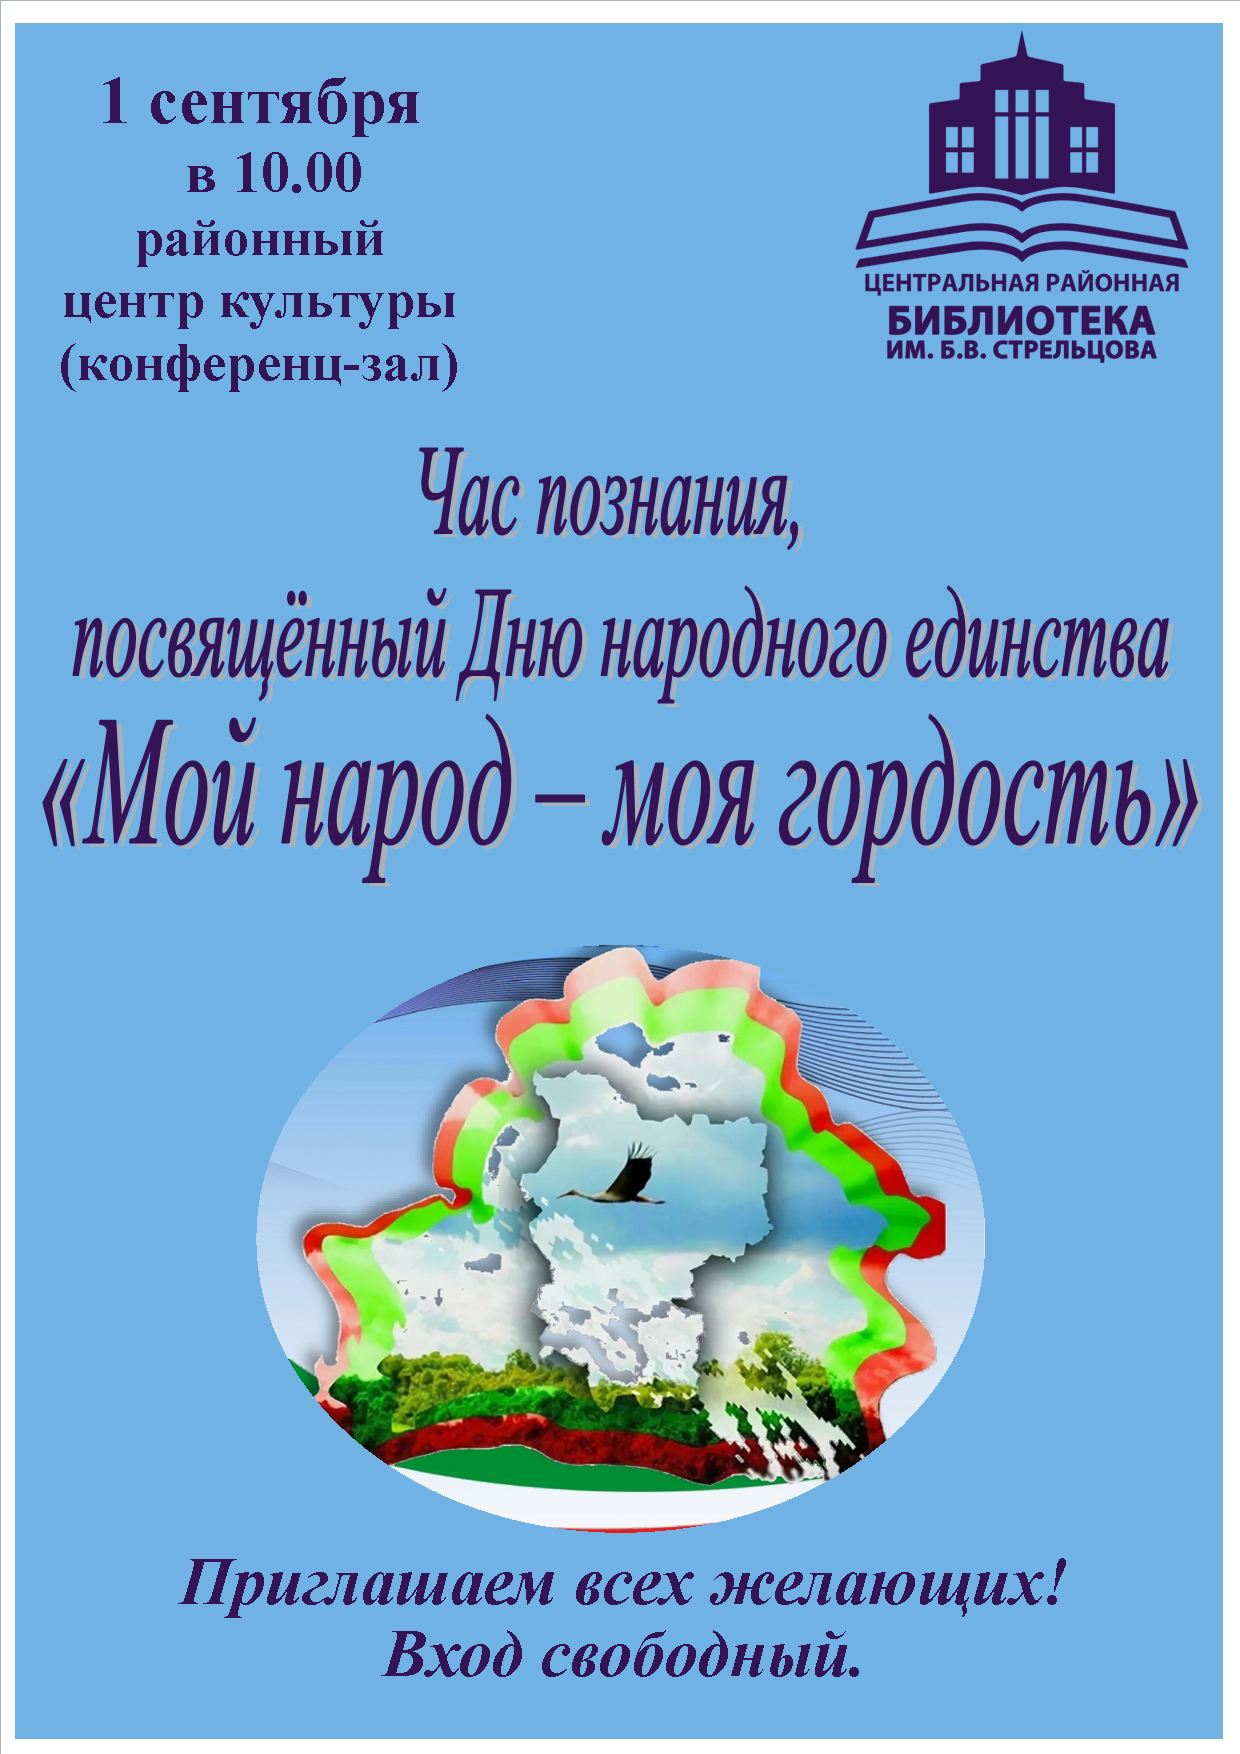 1 сентября
в 10.00
районный
центр культуры
(конференц-зал)
ЦЕНТРАЛЬНАЯ РАЙОННАЯ
БИБЛИОТЕКА
ИМ. Б.В. СТРЕЛЬЦОВА
Час познания,
посвящённый Дню народного единства
«Мой народ – моя гордость»
Приглашаем всех желающих!
Вход свободный.